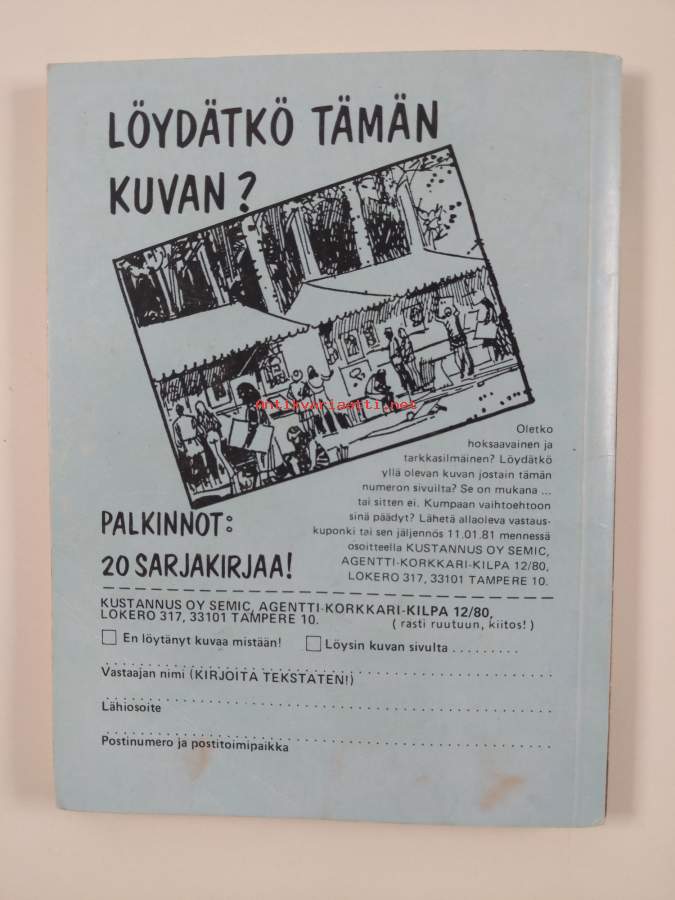 LÖYDÄTKÖ TÄMÄN
KUVAN?
Antikvariaatti.net
Oletko
hoksaavainen ja
tarkkasilmäinen? Löydätkö
yllä olevan kuvan jostain tämän
numeron sivuilta? Se on mukana ...
tai sitten ei. Kumpaan vaihtoehtoon
sinä päädyt? Lähetä allaoleva vastaus-
kuponki tai sen jäljennös 11.01.81 mennessä
osoitteella KUSTANNUS OY SEMIC,
AGENTTI-KORKKARI-KILPA 12/80,
LOKERO 317, 33101 TAMPERE 10.
PALKINNOT:
20 SARJAKIRJAA!
KUSTANNUS OY SEMIC, AGENTTI-KORKKARI-KILPA 12/80,
LOKERO 317, 33101 TAMPERE 10. (rasti ruutuun, kiitos!)
En löytänyt kuvaa mistään! Löysin kuvan sivulta .........
Vastaajan nimi (KIRJOITA TEKSTATEN!)
Lähiosoite
Postinumero ja postitoimipaikka